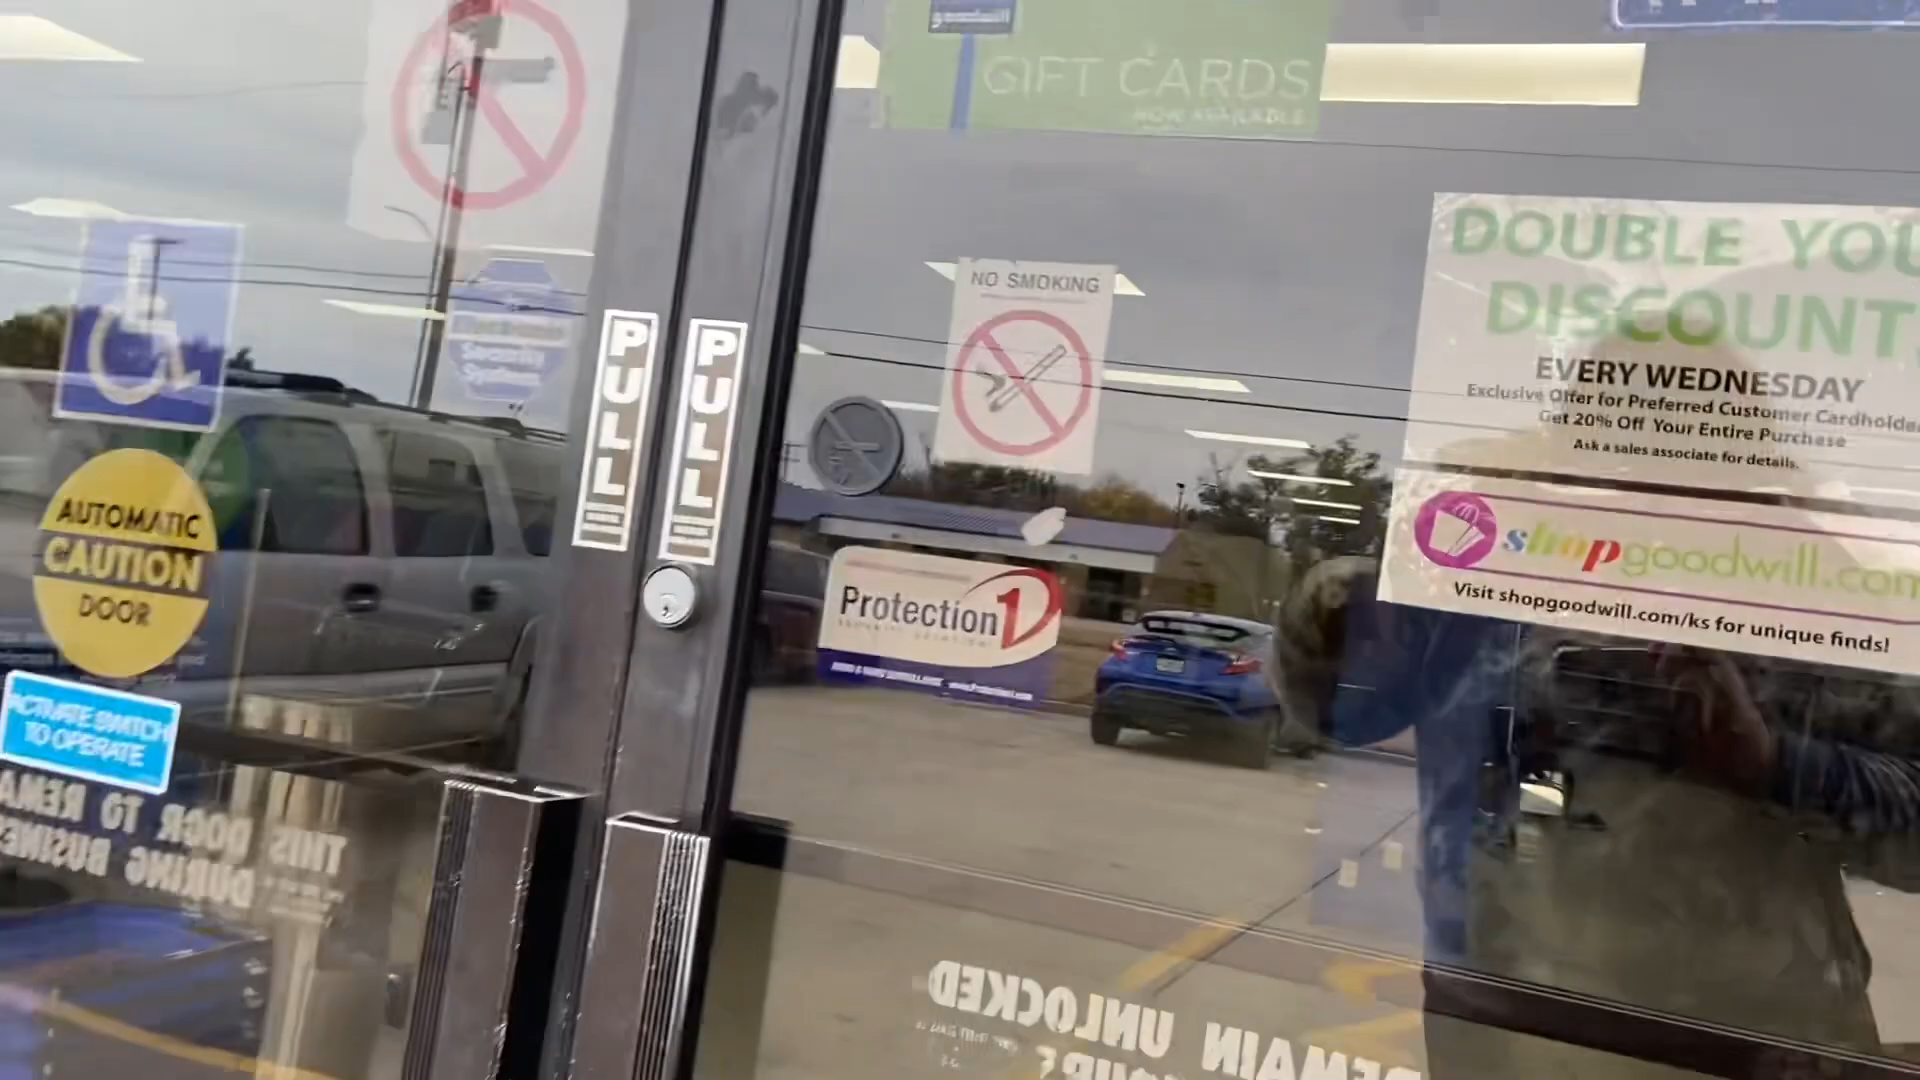 GIFT CARDS
NOW AVAILABLE
NO SMOKING
DOUBLE YOU
DISCOUNT
EVERY WEDNESDAY
Exclusive Offer for Preferred Customer Cardholde
Get 20% Off Your Entire Purchase
Ask a sales associate for details.
shopgoodwill.com
Visit shopgoodwill.com/ks for unique finds!
Security
Systems
PULL
PULL
AUTOMATIC
CAUTION
DOOR
ACTIVATE SWITCH
TO OPERATE
Protection 1
THIS DOOR TO REMA
DURING BUSINE
REMAIN UNLOCKED